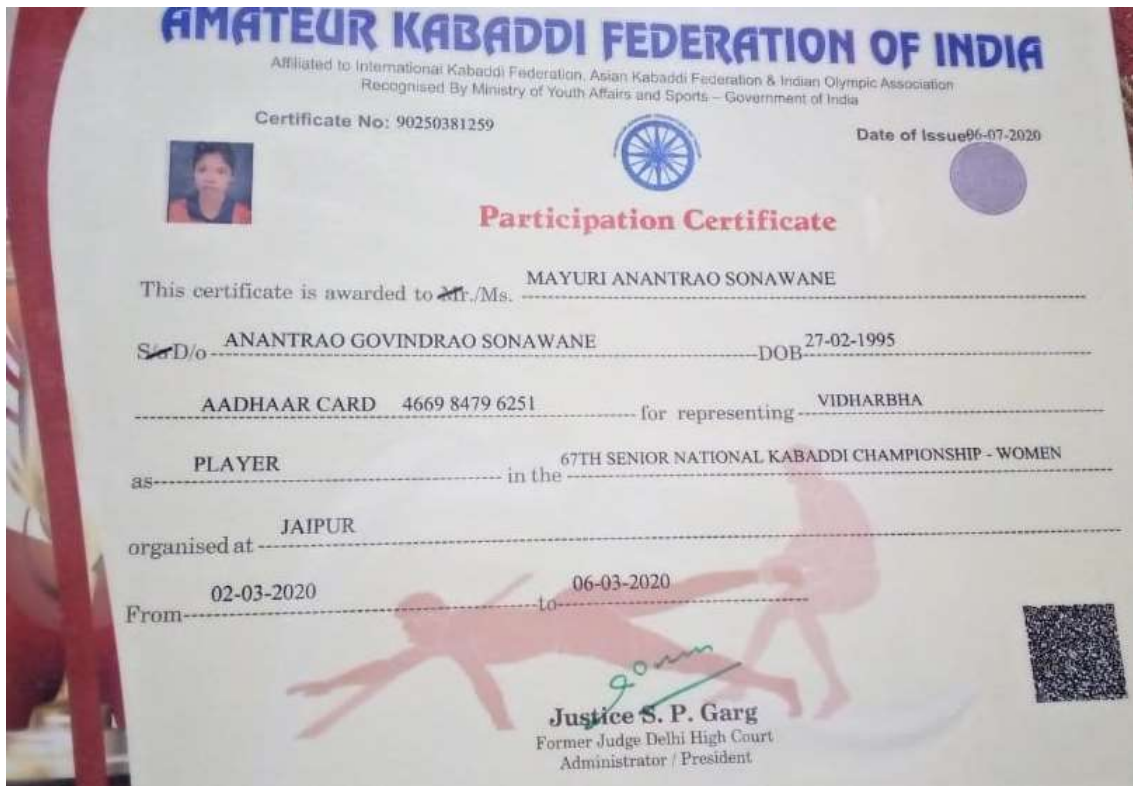 AMATEUR KABADDI FEDERATION OF INDIA
Affiliated to International Kabaddi Federation, Asian Kabaddi Federation & Indian Olympic Association
Recognised By Ministry of Youth Affairs and Sports – Government of India
Certificate No: 90250381259
Date of Issue06-07-2020
Participation Certificate
This certificate is awarded to Mr./Ms. MAYURI ANANTRAO SONAWANE
S/o D/o ANANTRAO GOVINDRAO SONAWANE DOB 27-02-1995
AADHAAR CARD 4669 8479 6251 for representing VIDHARBHA
as PLAYER in the 67TH SENIOR NATIONAL KABADDI CHAMPIONSHIP - WOMEN
organised at JAIPUR
From 02-03-2020 to 06-03-2020
Justice S. P. Garg
Former Judge Delhi High Court
Administrator / President